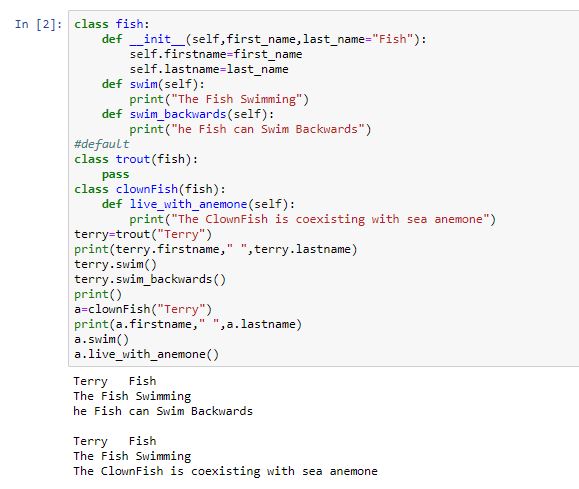 In [2]: class fish:
    def __init__(self,first_name,last_name="Fish"):
        self.firstname=first_name
        self.lastname=last_name
    def swim(self):
        print("The Fish Swimming")
    def swim_backwards(self):
        print("he Fish can Swim Backwards")
#default
class trout(fish):
    pass
class clownFish(fish):
    def live_with_anemone(self):
        print("The ClownFish is coexisting with sea anemone")
terry=trout("Terry")
print(terry.firstname," ",terry.lastname)
terry.swim()
terry.swim_backwards()
print()
a=clownFish("Terry")
print(a.firstname," ",a.lastname)
a.swim()
a.live_with_anemone()
Terry   Fish
The Fish Swimming
he Fish can Swim Backwards

Terry   Fish
The Fish Swimming
The ClownFish is coexisting with sea anemone